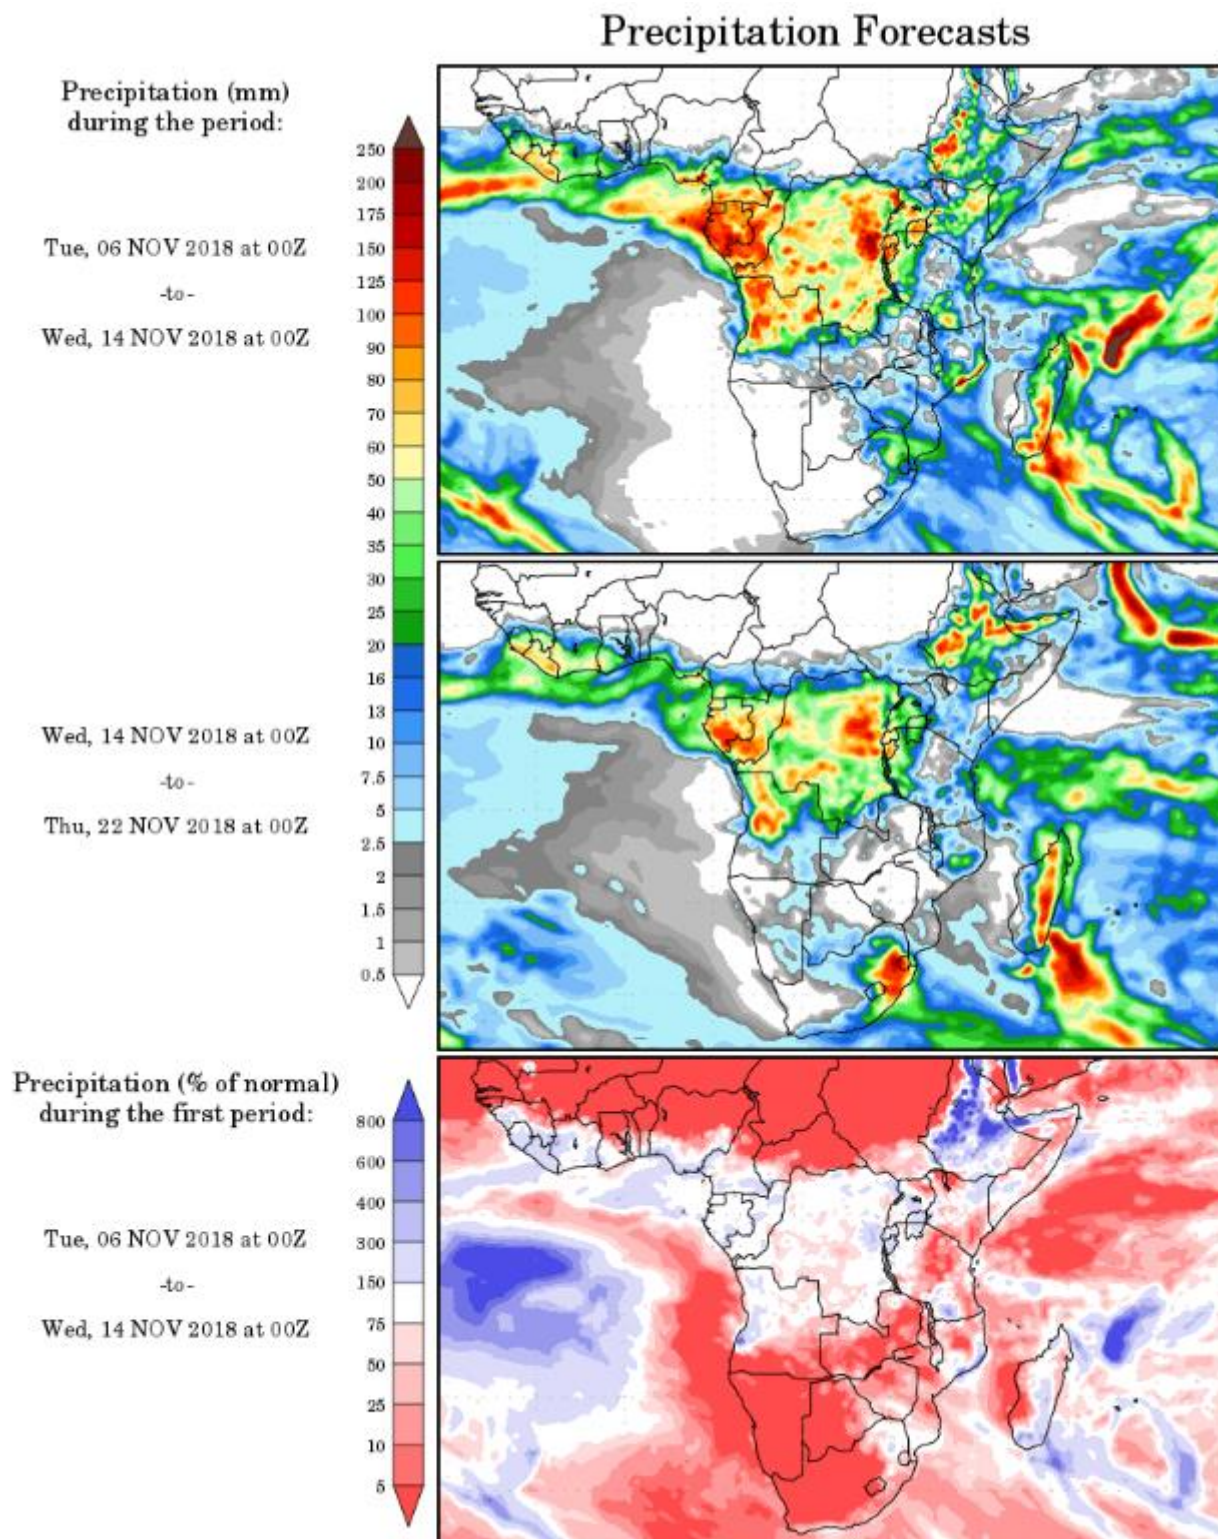 Precipitation Forecasts
Precipitation (mm)
during the period:
Tue, 06 NOV 2018 at 00Z
-to-
Wed, 14 NOV 2018 at 00Z
250
200
175
150
125
100
90
80
70
60
50
40
35
30
25
20
16
13
10
7.5
5
2.5
2
1.5
1
0.5
Wed, 14 NOV 2018 at 00Z
-to-
Thu, 22 NOV 2018 at 00Z
Precipitation (% of normal)
during the first period:
Tue, 06 NOV 2018 at 00Z
-to-
Wed, 14 NOV 2018 at 00Z
800
600
400
300
150
75
50
25
10
5